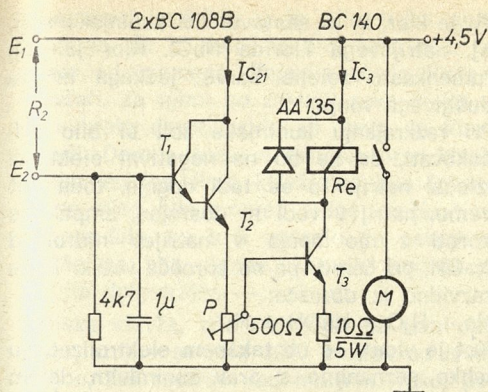 2xBC 108B
BC 140
E1
+4,5V
Ic21
Ic3
R2
AA 135
T1
E2
Re
T2
T3
4k7
1µ
P
500Ω
10Ω
5W
M